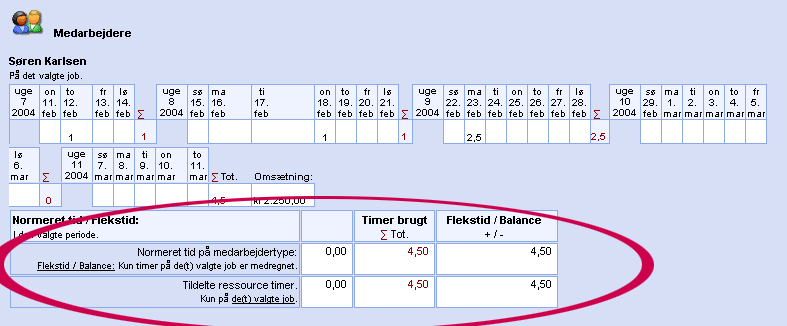 Medarbejdere
Søren Karlsen
På det valgte job.
uge 7 2004 on 11. feb to 12. feb fr 13. feb lø 14. feb Σ uge 8 2004 sø 15. feb ma 16. feb ti 17. feb on 18. feb to 19. feb fr 20. feb lø 21. feb Σ uge 9 2004 sø 22. feb ma 23. feb ti 24. feb on 25. feb to 26. feb fr 27. feb lø 28. feb Σ uge 10 2004 sø 29. feb ma 1. mar ti 2. mar on 3. mar to 4. mar fr 5. mar
1 1 1 1 2,5 2,5
lø 6. mar Σ uge 11 2004 sø 7. mar ma 8. mar ti 9. mar on 10. mar to 11. mar Σ Tot. Omsætning:
0 4,5 kr 2.250,00
Normeret tid / Flekstid: Timer brugt Flekstid / Balance
I den valgte periode. Σ Tot. + / -
Normeret tid på medarbejdertype: 0,00 4,50 4,50
Flekstid / Balance: Kun timer på de(t) valgte job er medregnet.
Tildelte ressource timer. 0,00 4,50 4,50
Kun på de(t) valgte job.